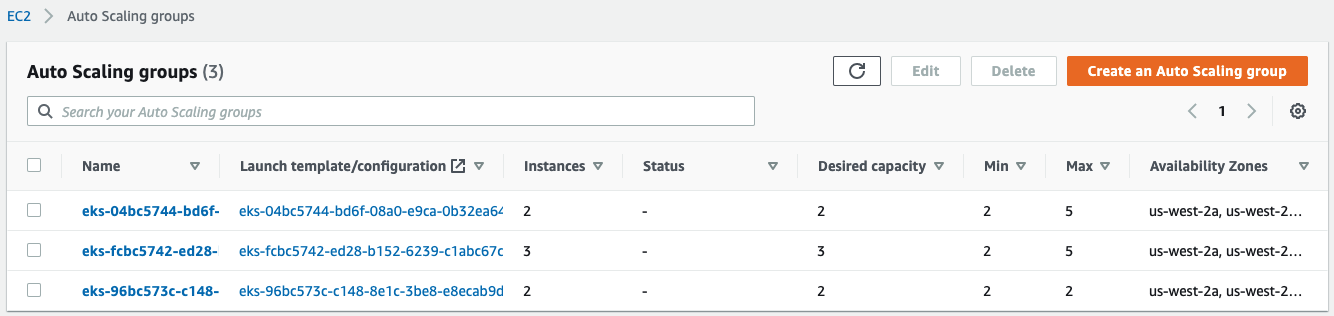 EC2 > Auto Scaling groups
Auto Scaling groups (3) Edit Delete Create an Auto Scaling group
Search your Auto Scaling groups 1
Name Launch template/configuration Instances Status Desired capacity Min Max Availability Zones
eks-04bc5744-bd6f- eks-04bc5744-bd6f-08a0-e9ca-0b32ea64 2 - 2 2 5 us-west-2a, us-west-2...
eks-fcbc5742-ed28- eks-fcbc5742-ed28-b152-6239-c1abc67c 3 - 3 2 5 us-west-2a, us-west-2...
eks-96bc573c-c148- eks-96bc573c-c148-8e1c-3be8-e8ecab9d 2 - 2 2 2 us-west-2a, us-west-2...